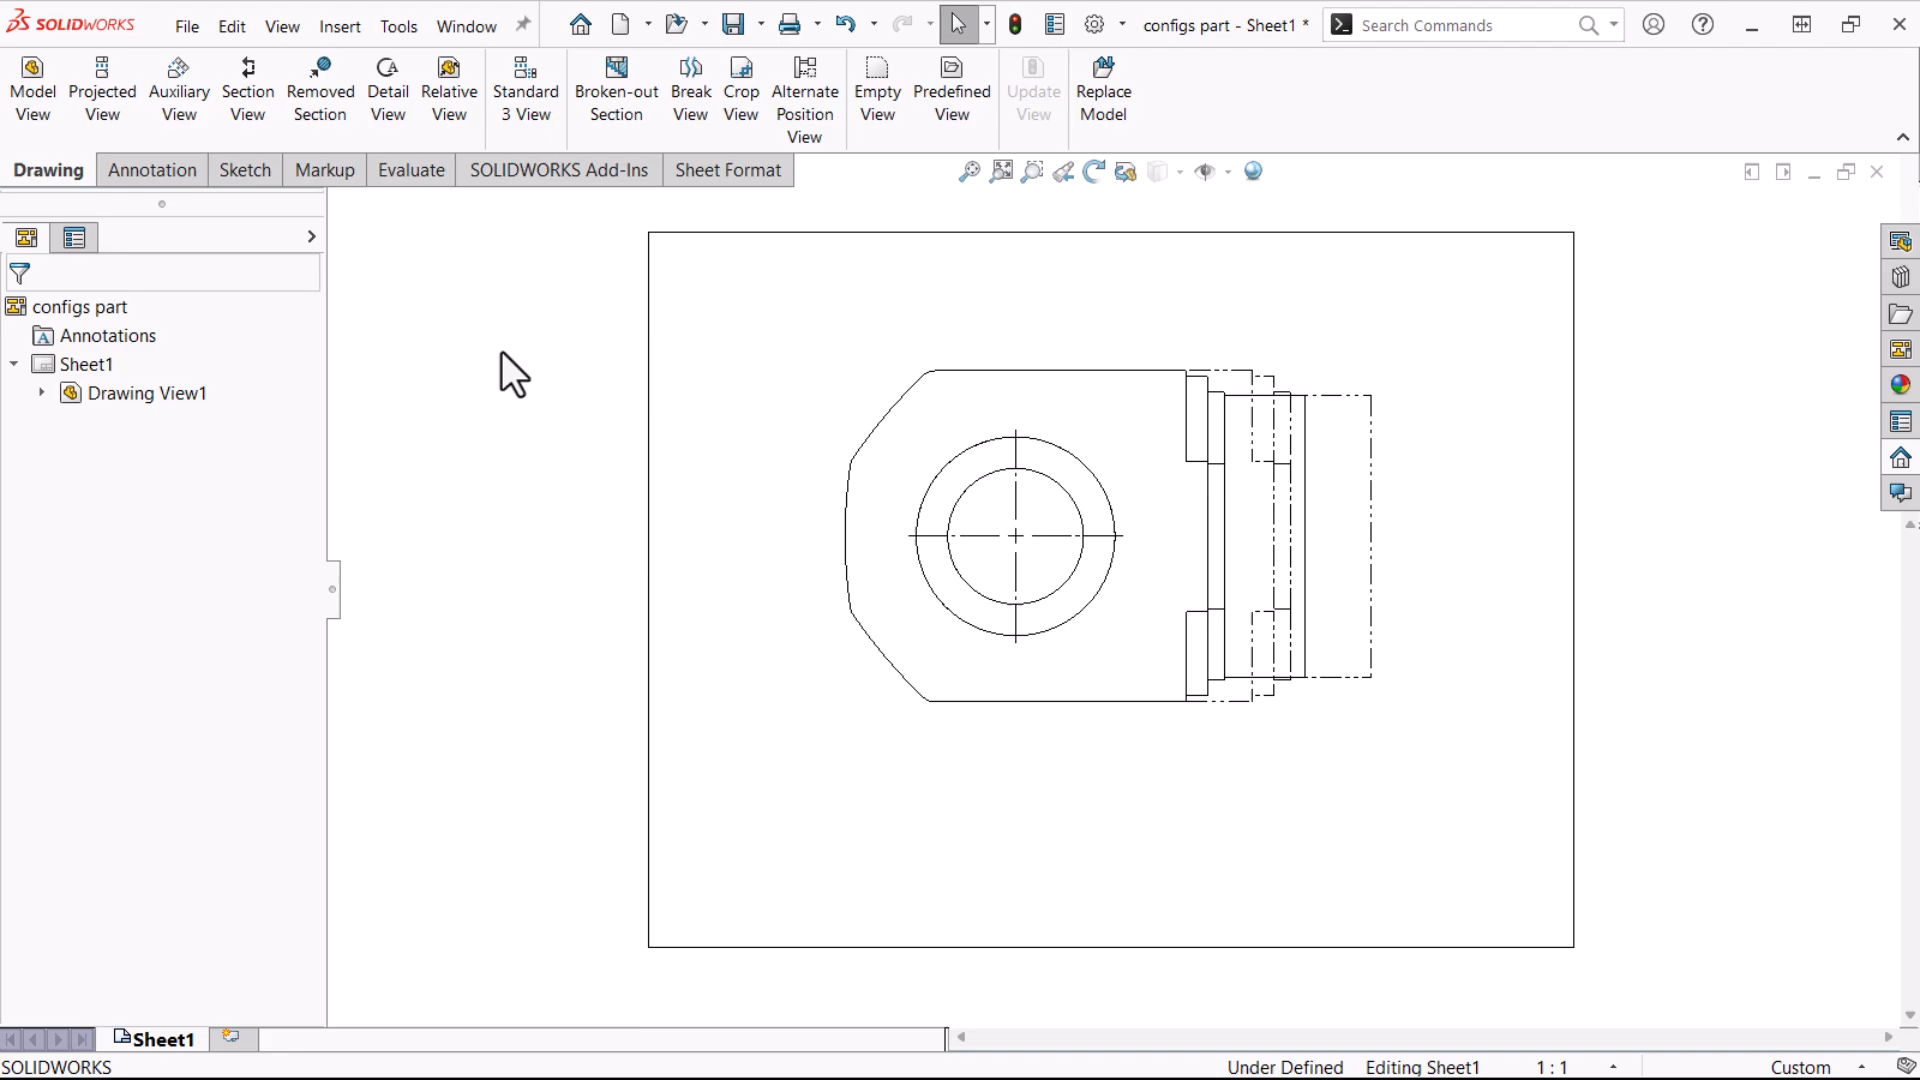 SOLIDWORKS File Edit View Insert Tools Window configs part - Sheet1 * Search Commands
Model View
Projected View
Auxiliary View
Section View
Removed Section
Detail View
Relative View
Standard 3 View
Broken-out Section
Break View
Crop View
Alternate Position View
Empty View
Predefined View
Update View
Replace Model
Drawing Annotation Sketch Markup Evaluate SOLIDWORKS Add-Ins Sheet Format
configs part
Annotations
Sheet1
Drawing View1
Sheet1
SOLIDWORKS Under Defined Editing Sheet1 1 : 1 Custom